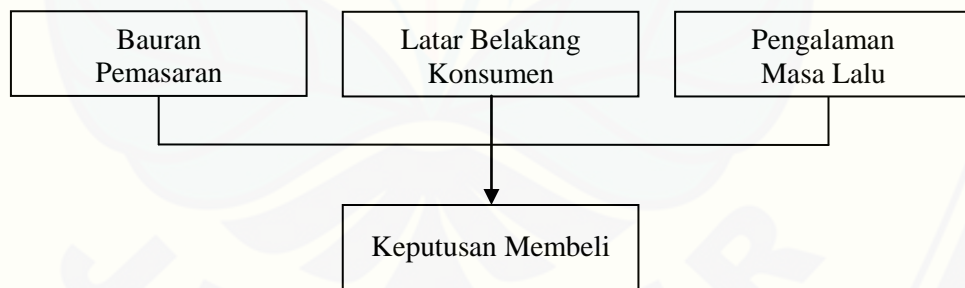 Bauran
Pemasaran
Latar Belakang
Konsumen
Pengalaman
Masa Lalu
Keputusan Membeli